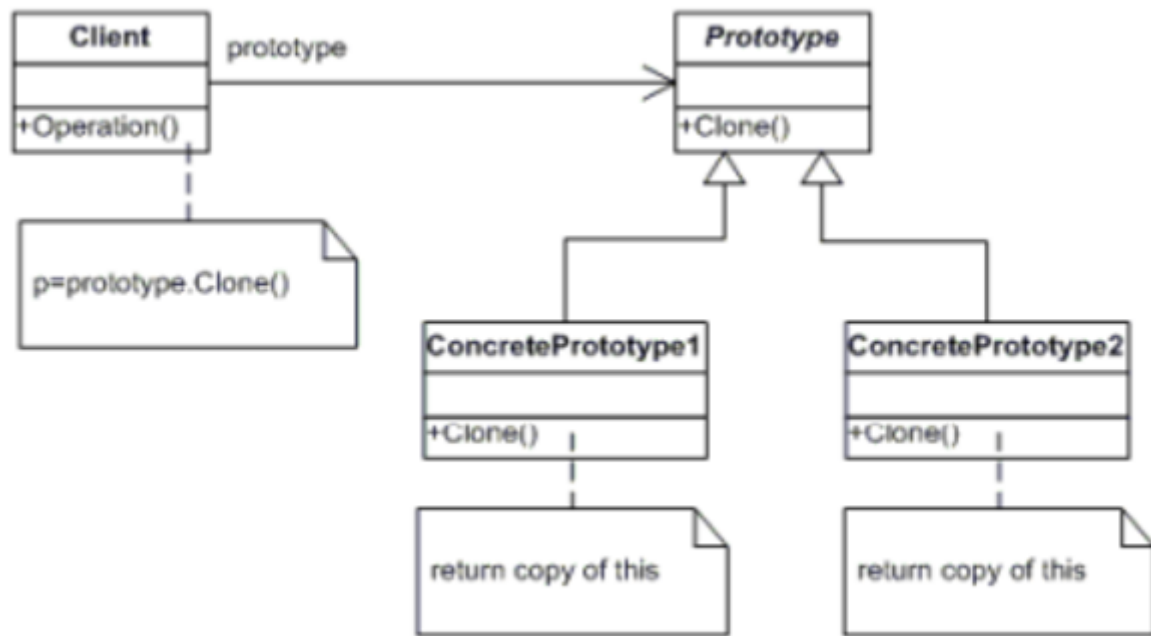 Client
prototype
Prototype
+Operation()
+Clone()
p=prototype.Clone()
ConcretePrototype1
ConcretePrototype2
+Clone()
+Clone()
return copy of this
return copy of this